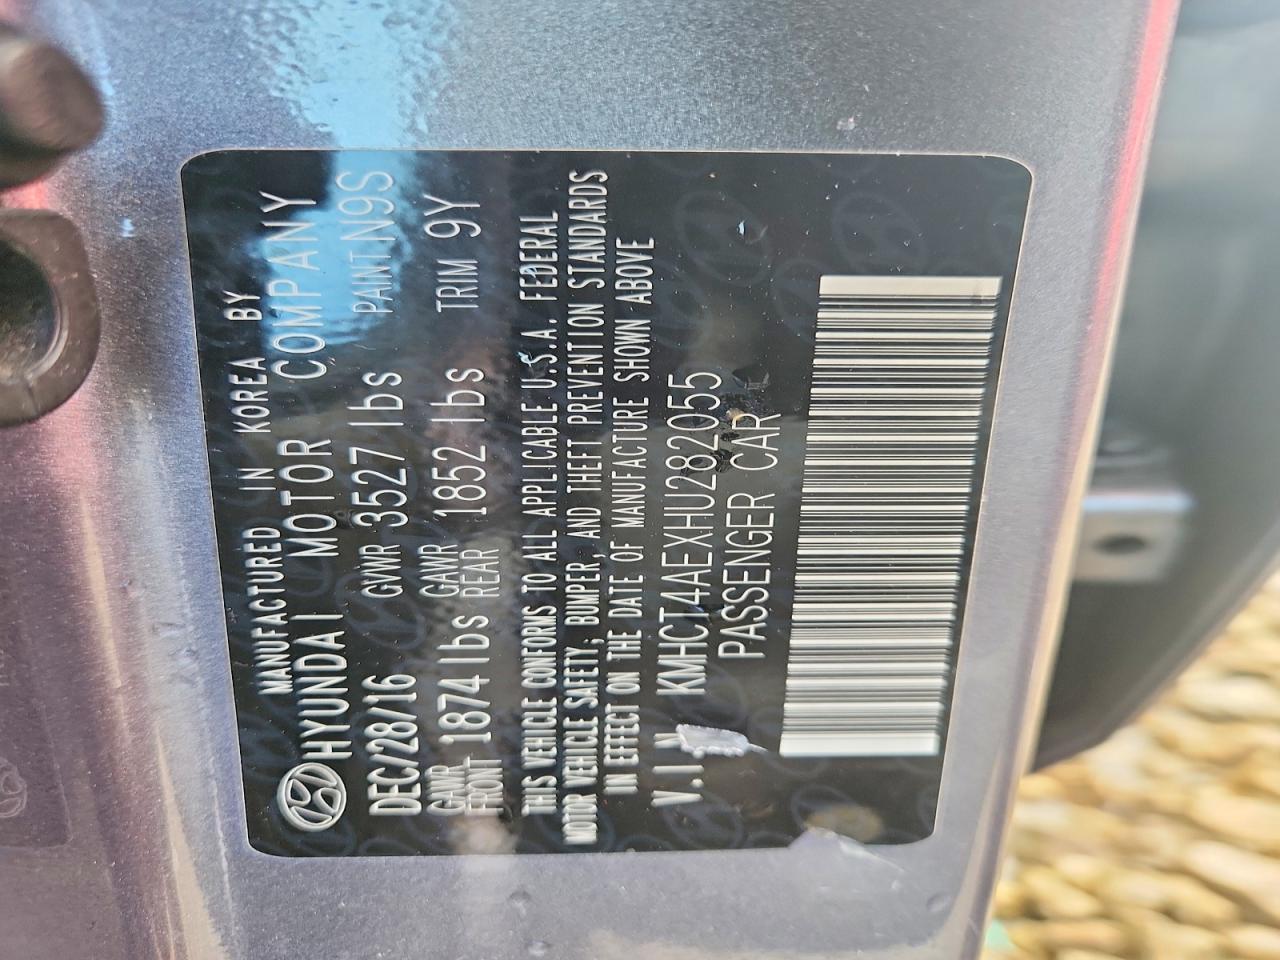 MANUFACTURED IN KOREA BY
HYUNDAI MOTOR COMPANY
DEC/28/16 GVWR 3527 lbs PAINT N9S
GAWR FRONT 1874 lbs GAWR REAR 1852 lbs TRIM 9Y
THIS VEHICLE CONFORMS TO ALL APPLICABLE U.S.A. FEDERAL
MOTOR VEHICLE SAFETY, BUMPER, AND THEFT PREVENTION STANDARDS
IN EFFECT ON THE DATE OF MANUFACTURE SHOWN ABOVE
V.I.N KMHCT4AEXHU282055
PASSENGER CAR